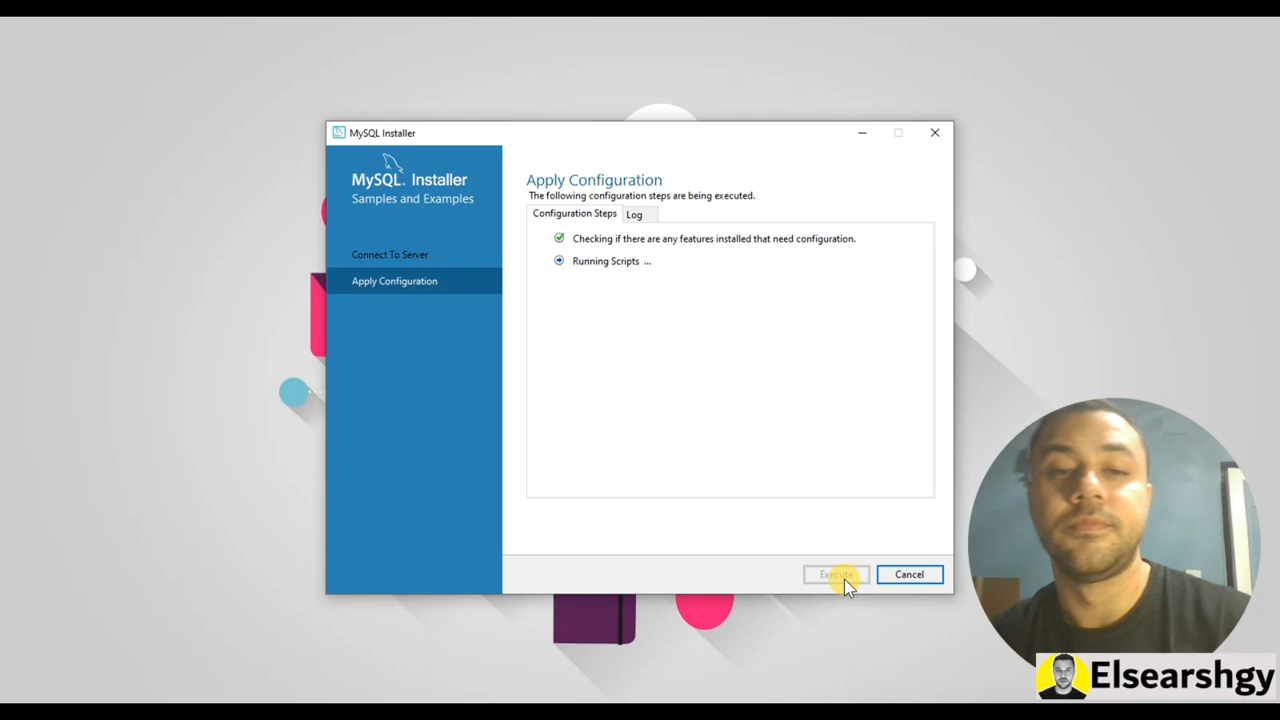 MySQL Installer
MySQL. Installer
Samples and Examples
Connect To Server
Apply Configuration
Apply Configuration
The following configuration steps are being executed.
Configuration Steps
Log
Checking if there are any features installed that need configuration.
Running Scripts ...
Execute
Cancel
Elsearshgy